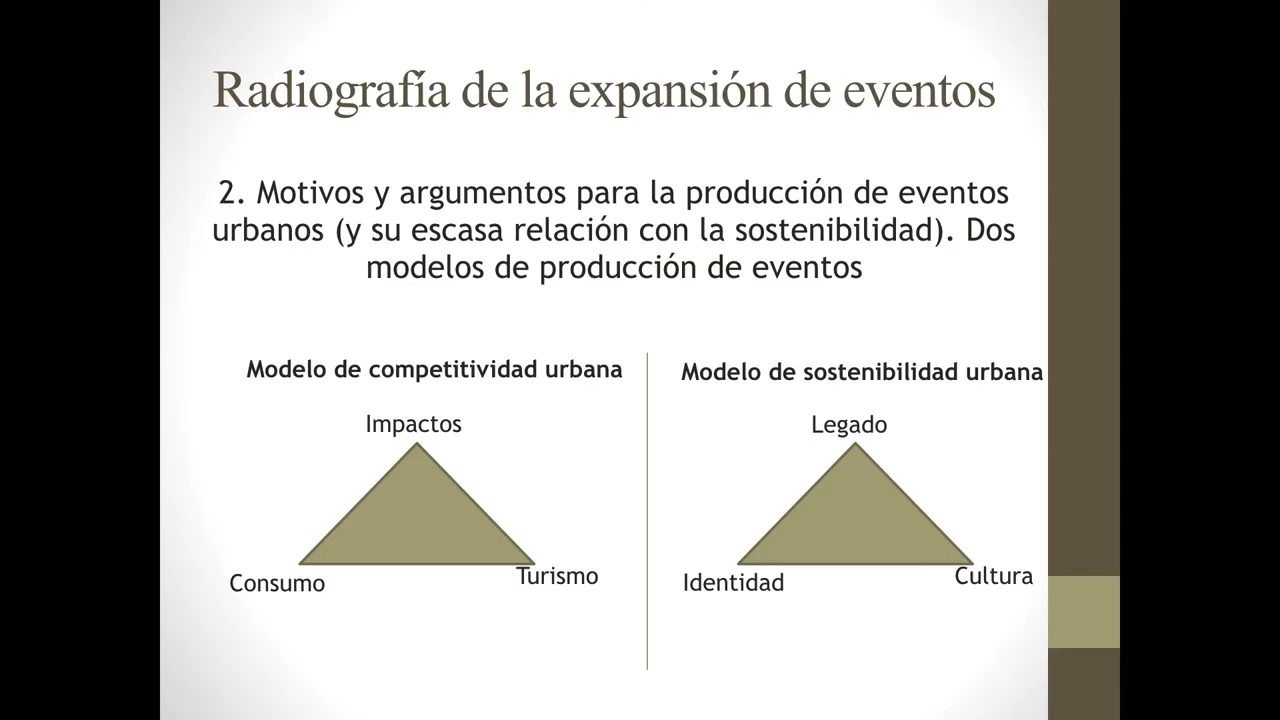 Radiografía de la expansión de eventos
2. Motivos y argumentos para la producción de eventos
urbanos (y su escasa relación con la sostenibilidad). Dos
modelos de producción de eventos
Modelo de competitividad urbana
Impactos
Consumo
Turismo
Modelo de sostenibilidad urbana
Legado
Identidad
Cultura